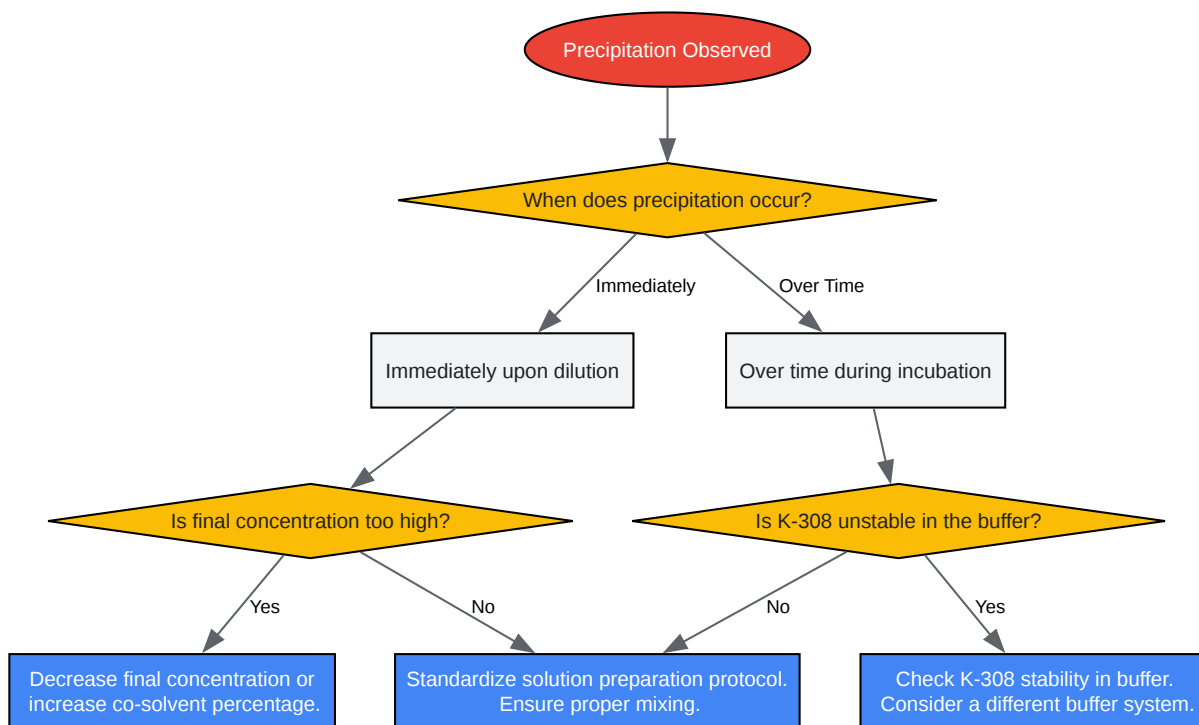 Precipitation Observed
When does precipitation occur?
Immediately
Over Time
Immediately upon dilution
Over time during incubation
Is final concentration too high?
Is K-308 unstable in the buffer?
Yes
No
No
Yes
Decrease final concentration or
increase co-solvent percentage.
Standardize solution preparation protocol.
Ensure proper mixing.
Check K-308 stability in buffer.
Consider a different buffer system.